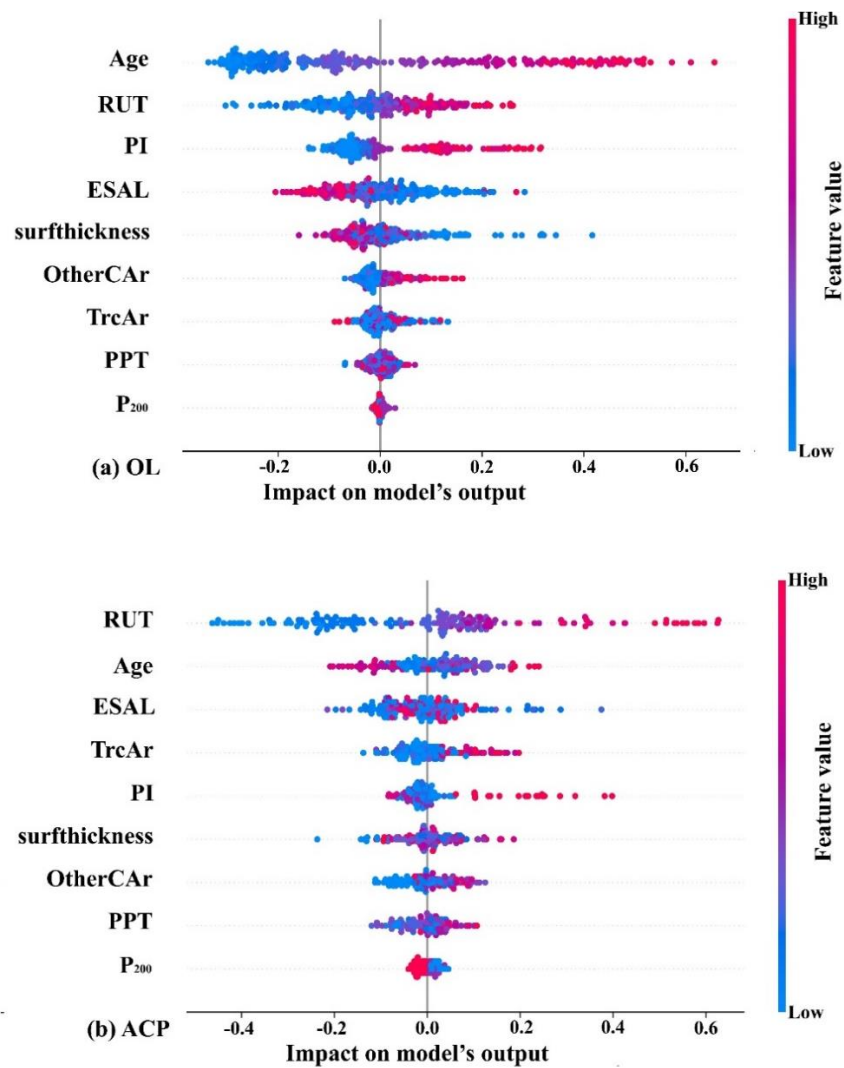 High
Age
RUT
PI
ESAL
surfthickness
OtherCAr
TrcAr
PPT
P₂₀₀
Feature value
Low
-0.2 0.0 0.2 0.4 0.6
(a) OL
Impact on model's output
High
RUT
Age
ESAL
TrcAr
PI
surfthickness
OtherCAr
PPT
P₂₀₀
Feature value
Low
-0.4 -0.2 0.0 0.2 0.4 0.6
(b) ACP
Impact on model's output